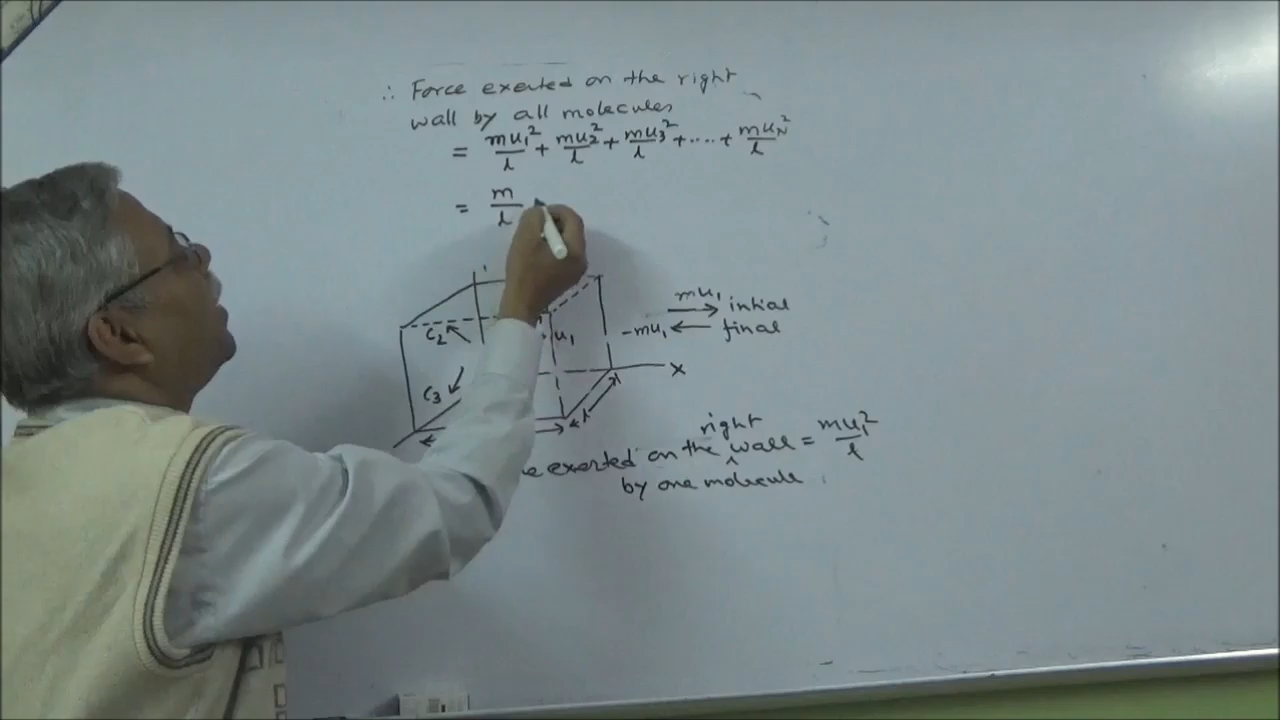 ∴ Force exerted on the right
wall by all molecules
= mu₁²/l + mu₂²/l + mu₃²/l + .... + mu_N²/l
= m/l
mu₁ initial
-mu₁ final
C₂
u₁
C₃
X
l
right
exerted on the ‸ wall = mu₁²/l
by one molecule